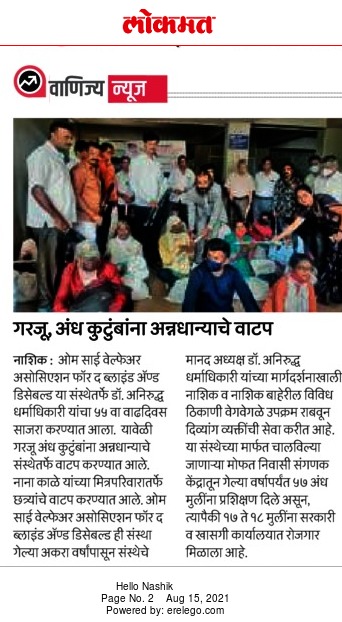 लोकमत
वाणिज्य न्यूज
गरजू, अंध कुटुंबांना अन्नधान्याचे वाटप
नाशिक : ओम साई वेल्फेअर
असोसिएशन फॉर द ब्लाइंड ॲण्ड
डिसेबल्ड या संस्थेतर्फे डॉ. अनिरुद्ध
धर्माधिकारी यांचा ५५ वा वाढदिवस
साजरा करण्यात आला. यावेळी
गरजू अंध कुटुंबांना अन्नधान्याचे
संस्थेतर्फे वाटप करण्यात आले.
नाना काळे यांच्या मित्रपरिवारातर्फे
छत्र्यांचे वाटप करण्यात आले. ओम
साई वेल्फेअर असोसिएशन फॉर द
ब्लाइंड ॲण्ड डिसेबल्ड ही संस्था
गेल्या अकरा वर्षांपासून संस्थेचे
मानद अध्यक्ष डॉ. अनिरुद्ध
धर्माधिकारी यांच्या मार्गदर्शनाखाली
नाशिक व नाशिक बाहेरील विविध
ठिकाणी वेगवेगळे उपक्रम राबवून
दिव्यांग व्यक्तींची सेवा करीत आहे.
या संस्थेच्या मार्फत चालविल्या
जाणाऱ्या मोफत निवासी संगणक
केंद्रातून गेल्या वर्षापर्यंत ५७ अंध
मुलींना प्रशिक्षण दिले असून,
त्यापैकी १७ ते १८ मुलींना सरकारी
व खासगी कार्यालयात रोजगार
मिळाला आहे.
Hello Nashik
Page No. 2 Aug 15, 2021
Powered by: erelego.com